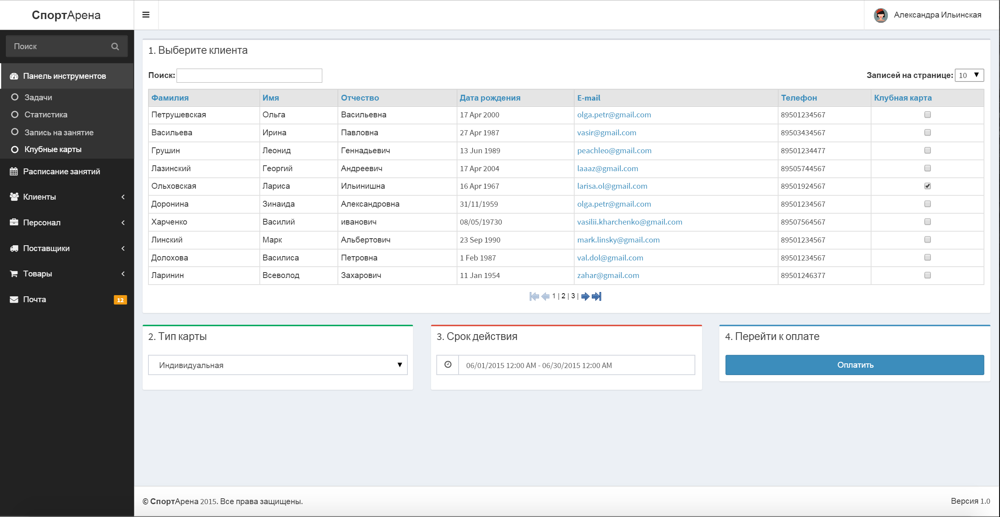 СпортАрена
Александра Ильинская
Поиск
Панель инструментов
Задачи
Статистика
Запись на занятие
Клубные карты
Расписание занятий
Клиенты
Персонал
Поставщики
Товары
Почта 12
1. Выберите клиента
Поиск: Записей на странице: 10
Фамилия Имя Отчество Дата рождения E-mail Телефон Клубная карта
Петрушевская Ольга Васильевна 17 Apr 2000 olga.petr@gmail.com 89501234567
Васильева Ирина Павловна 27 Apr 1987 vasir@gmail.com 89503434567
Грушин Леонид Геннадьевич 13 Jun 1989 peachleo@gmail.com 89501234477
Лазинский Георгий Андреевич 17 Apr 2004 laaaz@gmail.com 89505744567
Ольховская Лариса Ильинишна 16 Apr 1967 larisa.ol@gmail.com 89501924567
Доронина Зинаида Александровна 31/11/1959 olga.petr@gmail.com 89501234567
Харченко Василий иванович 08/05/19730 vasilii.kharchenko@gmail.com 89507564567
Линский Марк Альбертович 23 Sep 1990 mark.linsky@gmail.com 89501234567
Долохова Василиса Петровна 1 Feb 1987 val.dol@gmail.com 89501234567
Ларинин Всеволод Захарович 11 Jan 1954 zahar@gmail.com 89501246377
1 | 2 | 3 |
2. Тип карты
Индивидуальная
3. Срок действия
06/01/2015 12:00 AM - 06/30/2015 12:00 AM
4. Перейти к оплате
Оплатить
© СпортАрена 2015. Все права защищены.
Версия 1.0